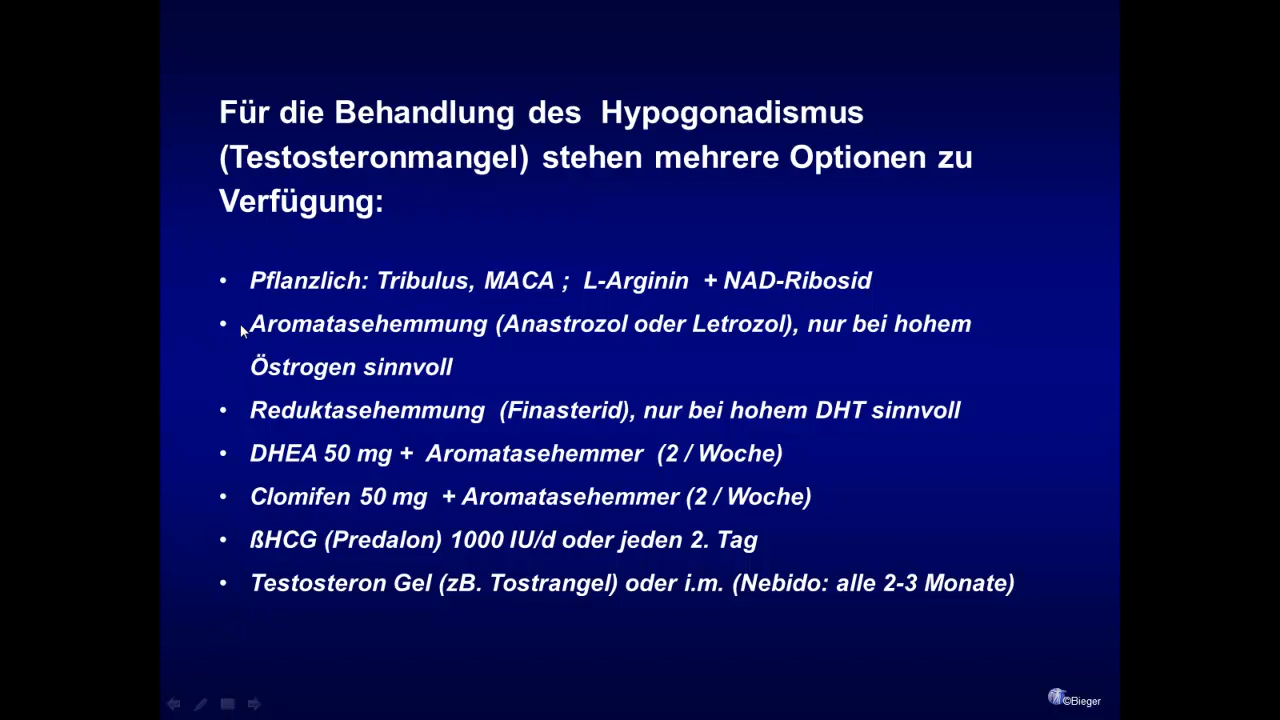 Für die Behandlung des Hypogonadismus
(Testosteronmangel) stehen mehrere Optionen zu
Verfügung:
• Pflanzlich: Tribulus, MACA ; L-Arginin + NAD-Ribosid
• Aromatasehemmung (Anastrozol oder Letrozol), nur bei hohem
Östrogen sinnvoll
• Reduktasehemmung (Finasterid), nur bei hohem DHT sinnvoll
• DHEA 50 mg + Aromatasehemmer (2 / Woche)
• Clomifen 50 mg + Aromatasehemmer (2 / Woche)
• ßHCG (Predalon) 1000 IU/d oder jeden 2. Tag
• Testosteron Gel (zB. Tostrangel) oder i.m. (Nebido: alle 2-3 Monate)
©Bieger